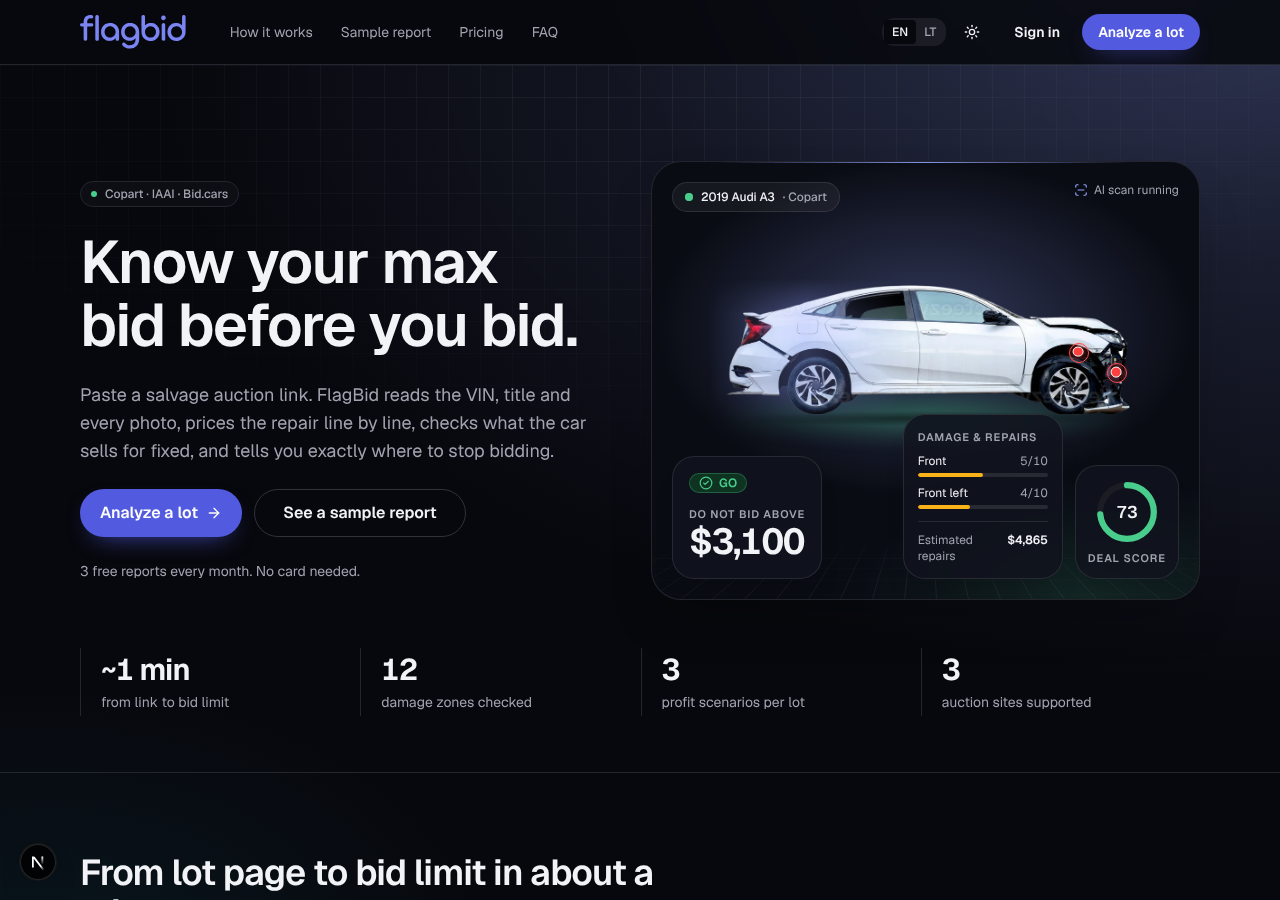 flagbid
How it works
Sample report
Pricing
FAQ
EN
LT
Sign in
Analyze a lot
Copart · IAAI · Bid.cars
Know your max
bid before you bid.
Paste a salvage auction link. FlagBid reads the VIN, title and
every photo, prices the repair line by line, checks what the car
sells for fixed, and tells you exactly where to stop bidding.
Analyze a lot →
See a sample report
3 free reports every month. No card needed.
2019 Audi A3 · Copart
AI scan running
GO
DO NOT BID ABOVE
$3,100
DAMAGE & REPAIRS
Front 5/10
Front left 4/10
Estimated
repairs
$4,865
73
DEAL SCORE
~1 min
from link to bid limit
12
damage zones checked
3
profit scenarios per lot
3
auction sites supported
N
From lot page to bid limit in about a